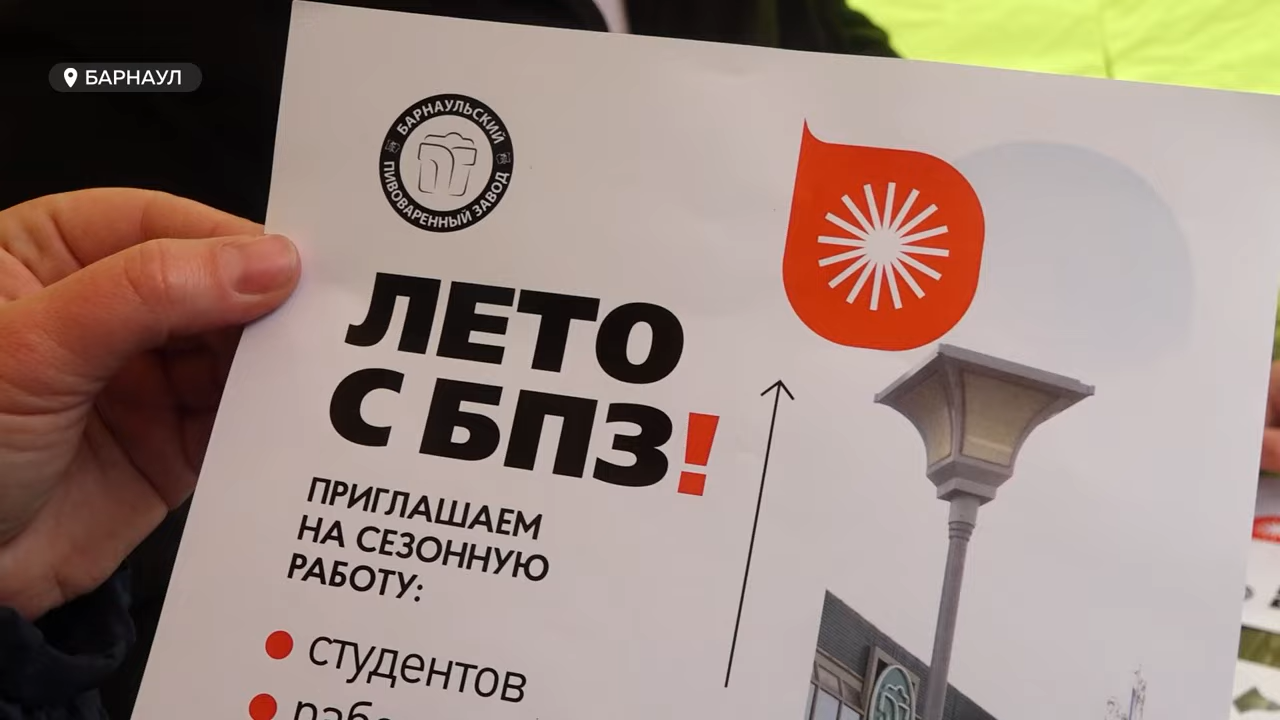 БАРНАУЛ
БАРНАУЛЬСКИЙ
ПИВОВАРЕННЫЙ ЗАВОД
ЛЕТО
С БПЗ!
ПРИГЛАШАЕМ
НА СЕЗОННУЮ
РАБОТУ:
студентов